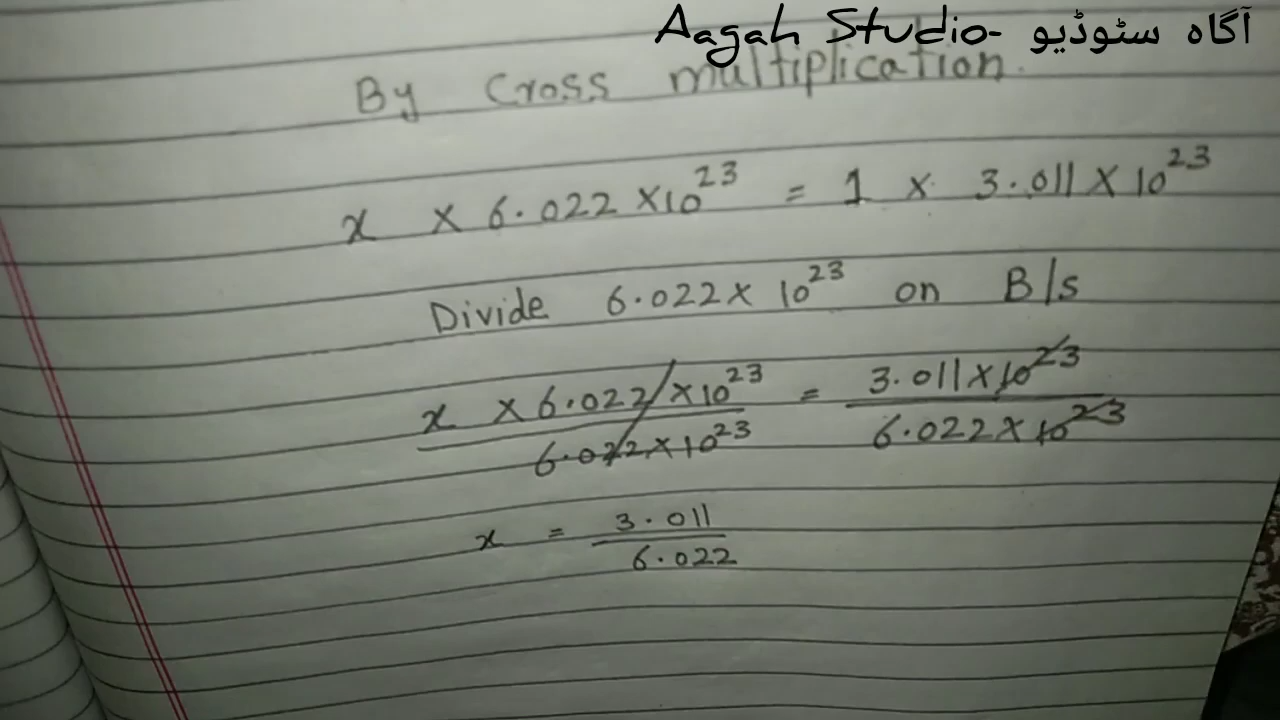 Aagah Studio- آگاہ سٹوڈیو
By Cross multiplication.
x × 6.022 ×10²³ = 1 × 3.011 × 10²³
Divide 6.022 × 10²³ on B/s
x × 6.022 ×10²³ / 6.022×10²³ = 3.011 ×10²³ / 6.022 × 10²³
x = 3.011 / 6.022